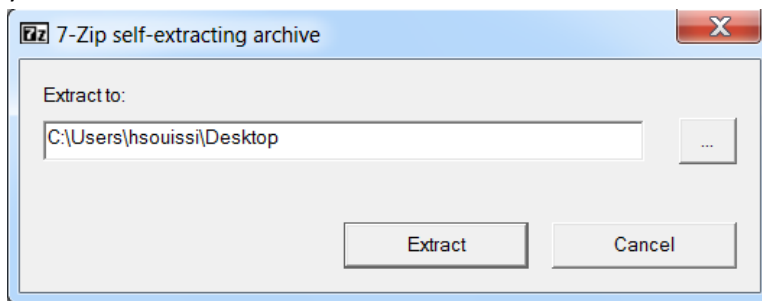 7z 7-Zip self-extracting archive
X
Extract to:
C:\Users\hsouissi\Desktop
...
Extract Cancel